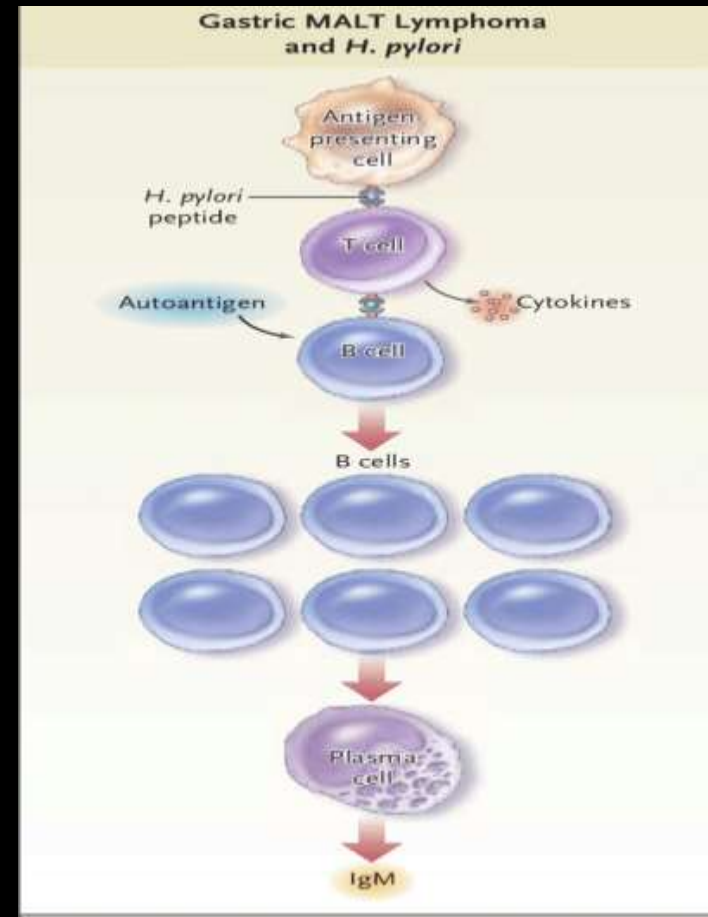 Gastric MALT Lymphoma
and H. pylori
Antigen
presenting
cell
H. pylori
peptide
T cell
Autoantigen
Cytokines
B cell
B cells
Plasma
cell
IgM